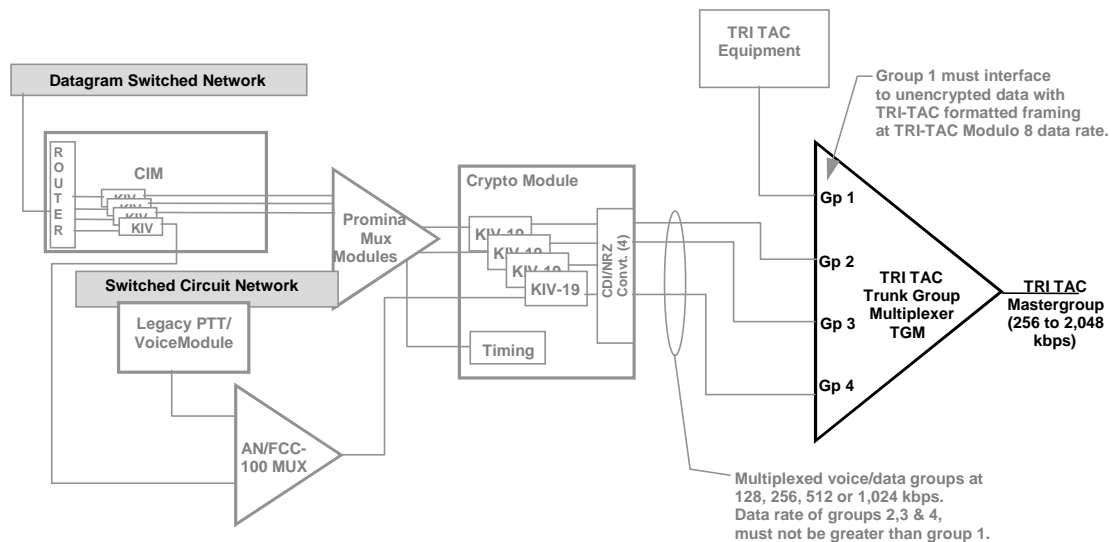 TRI TAC
Equipment
Datagram Switched Network
Group 1 must interface
to unencrypted data with
TRI-TAC formatted framing
at TRI-TAC Modulo 8 data rate.
ROUTER
CIM
KIV
KIV
KIV
KIV
Promina
Mux
Modules
Crypto Module
KIV-19
KIV-19
KIV-19
KIV-19
CDI/NRZ
Convt. (4)
Timing
Gp 1
Gp 2
Gp 3
Gp 4
TRI TAC
Trunk Group
Multiplexer
TGM
TRI TAC
Mastergroup
(256 to 2,048
kbps)
Switched Circuit Network
Legacy PTT/
VoiceModule
AN/FCC-
100 MUX
Multiplexed voice/data groups at
128, 256, 512 or 1,024 kbps.
Data rate of groups 2,3 & 4,
must not be greater than group 1.